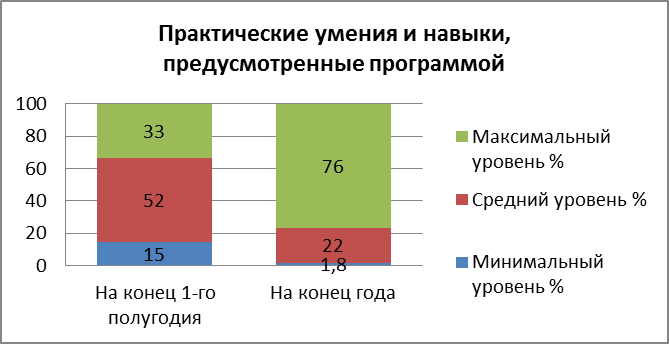 Практические умения и навыки,
предусмотренные программой
100
80
60
40
20
0
33
52
15
76
22
1,8
На конец 1-го
полугодия
На конец года
Максимальный
уровень %
Средний уровень %
Минимальный
уровень %